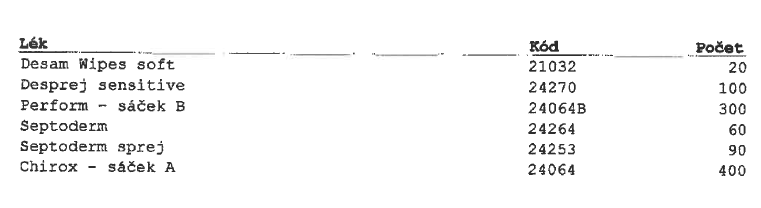 Lék Kód Počet
Desam Wipes soft 21032 20
Desprej sensitive 24270 100
Perform - sáček B 24064B 300
Septoderm 24264 60
Septoderm sprej 24253 90
Chirox - sáček A 24064 400